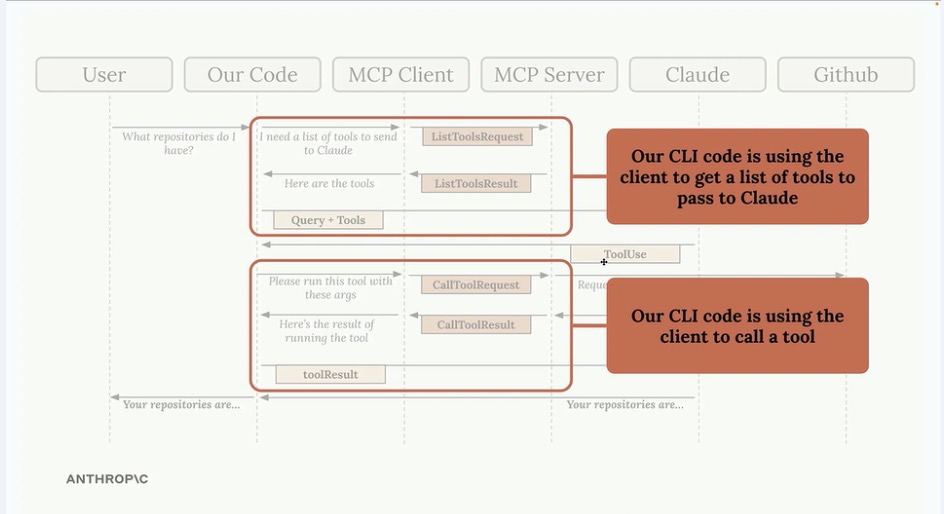 User
Our Code
MCP Client
MCP Server
Claude
Github
What repositories do I
have?
I need a list of tools to send
to Claude
ListToolsRequest
Here are the tools
ListToolsResult
Query + Tools
Our CLI code is using the
client to get a list of tools to
pass to Claude
ToolUse
Please run this tool with
these args
CallToolRequest
Here's the result of
running the tool
CallToolResult
toolResult
Our CLI code is using the
client to call a tool
Your repositories are...
Your repositories are...
ANTHROP\C